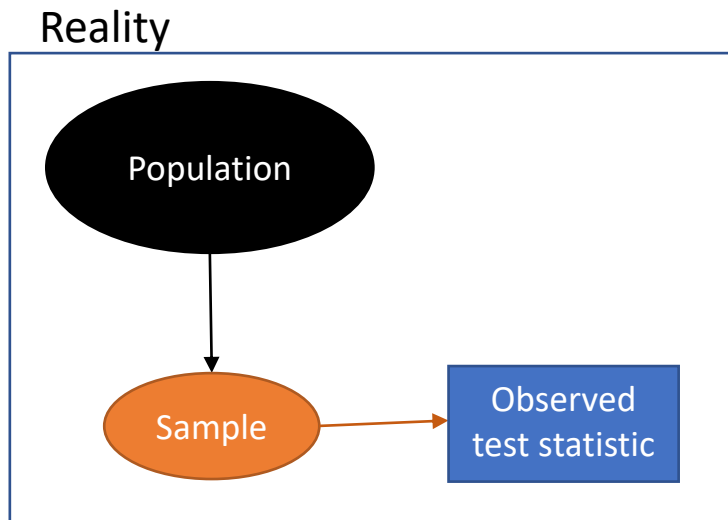 Reality
Population
Sample
Observed
test statistic